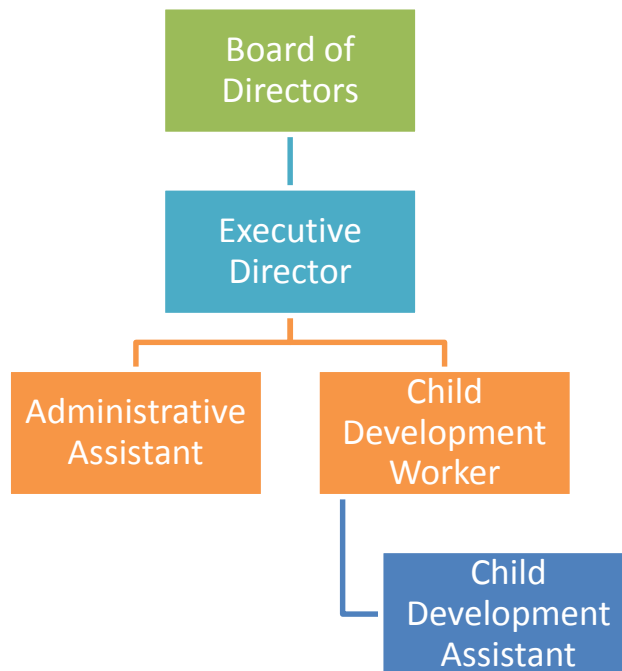 Board of
Directors
Executive
Director
Administrative
Assistant
Child
Development
Worker
Child
Development
Assistant